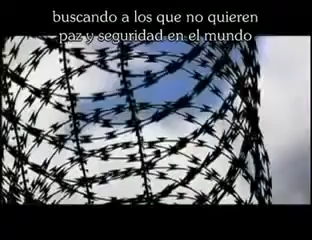 buscando a los que no quieren
paz y seguridad en el mundo